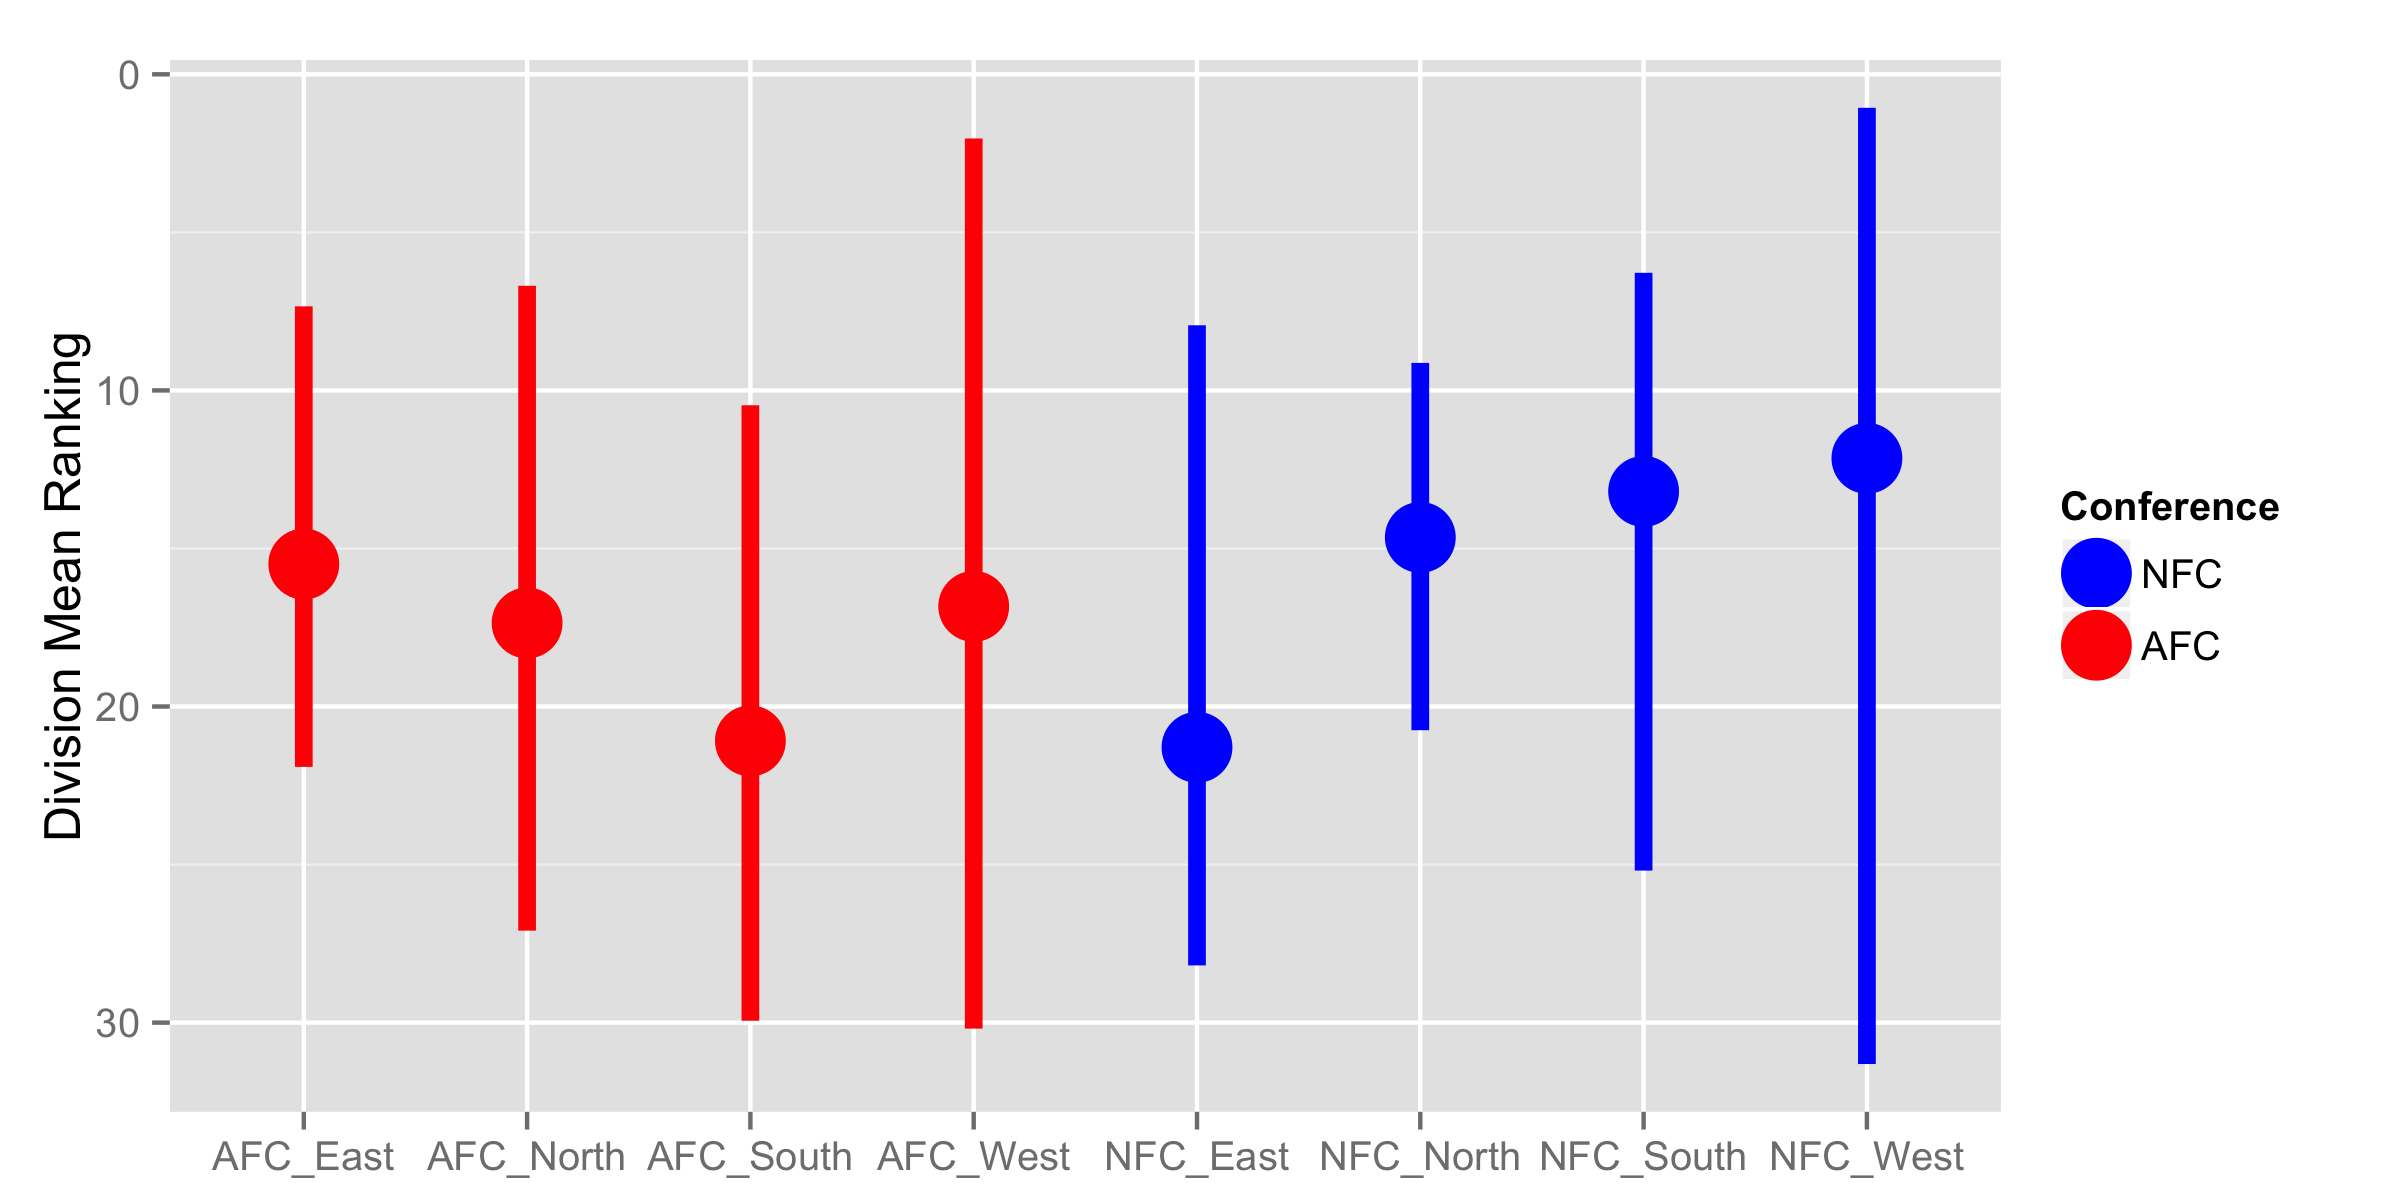 Division Mean Ranking
0
10
20
30
AFC_East
AFC_North
AFC_South
AFC_West
NFC_East
NFC_North
NFC_South
NFC_West
Conference
NFC
AFC